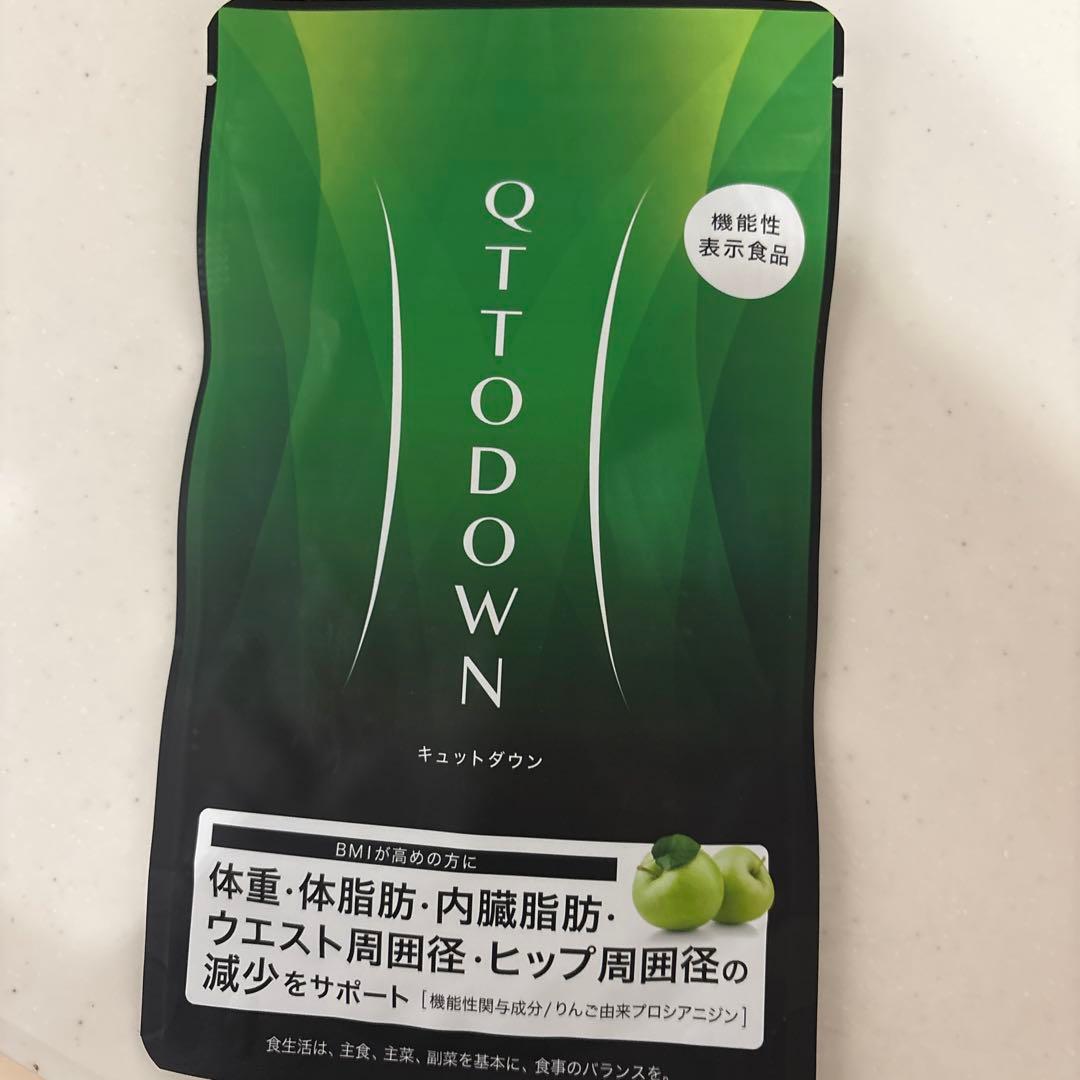 QTTODOWN
機能性
表示食品
キュットダウン
BMIが高めの方に
体重・体脂肪・内臓脂肪・
ウエスト周囲径・ヒップ周囲径の
減少をサポート [機能性関与成分/りんご由来プロシアニジン]
食生活は、主食、主菜、副菜を基本に、食事のバランスを。